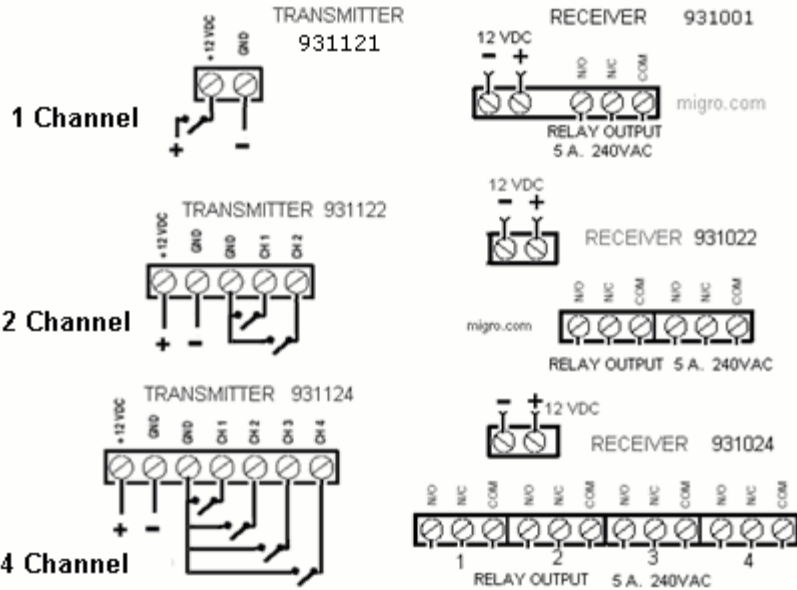 TRANSMITTER
931121
+12 VDC
GND
1 Channel
+
−
RECEIVER 931001
12 VDC
− +
N/O
N/C
COM
migro.com
RELAY OUTPUT
5 A. 240VAC
TRANSMITTER 931122
+12 VDC
GND
GND
CH 1
CH 2
2 Channel
+ −
12 VDC
− +
RECEIVER 931022
N/O
N/C
COM
N/O
N/C
COM
migro.com
RELAY OUTPUT 5 A. 240VAC
TRANSMITTER 931124
+12 VDC
GND
GND
CH 1
CH 2
CH 3
CH 4
+ −
4 Channel
− +
12 VDC
RECEIVER 931024
N/O
N/C
COM
N/O
N/C
COM
N/O
N/C
COM
N/O
N/C
COM
1 2 3 4
RELAY OUTPUT 5 A. 240VAC